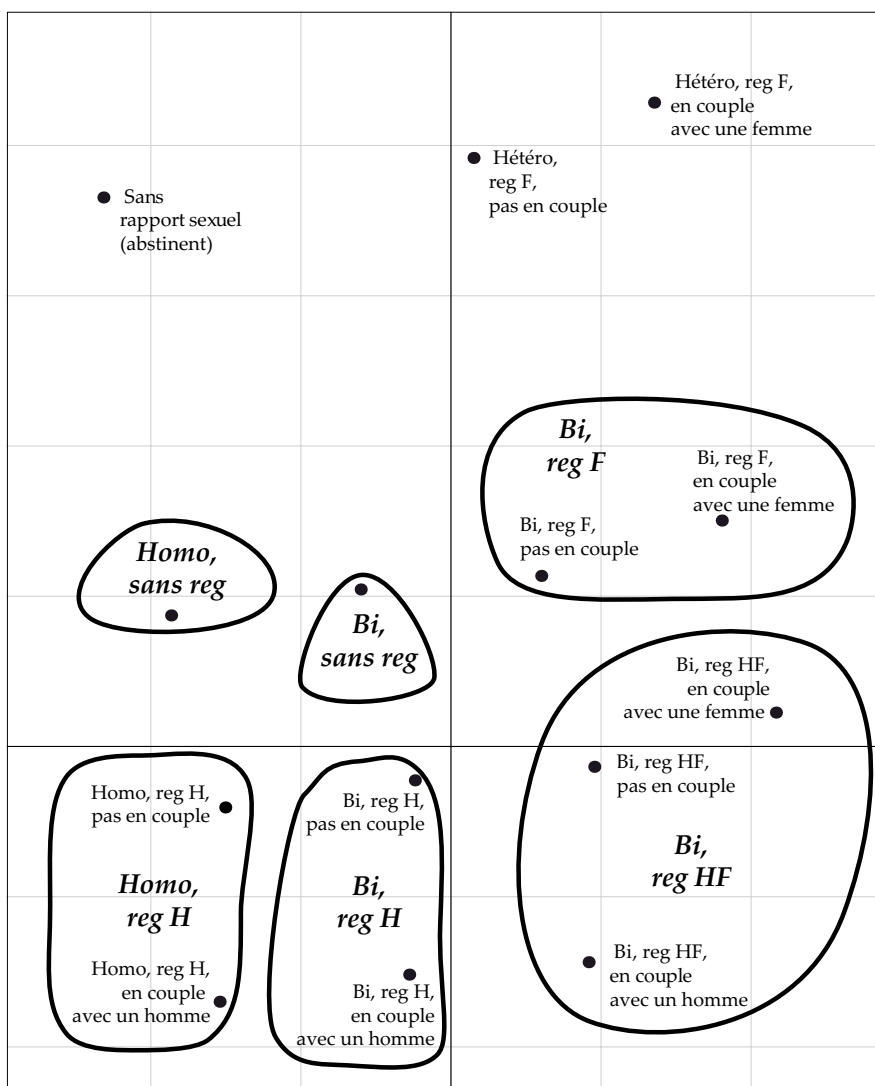 Hétéro, reg F,
en couple
avec une femme
Hétéro,
reg F,
pas en couple
Sans
rapport sexuel
(abstinent)
Bi,
reg F
Bi, reg F,
en couple
avec une femme
Bi, reg F,
pas en couple
Homo,
sans reg
Bi,
sans reg
Bi, reg HF,
en couple
avec une femme
Bi, reg HF,
pas en couple
Homo, reg H,
pas en couple
Bi, reg H,
pas en couple
Bi,
reg HF
Homo,
reg H
Bi,
reg H
Bi, reg HF,
en couple
avec un homme
Homo, reg H,
en couple
avec un homme
Bi, reg H,
en couple
avec un homme